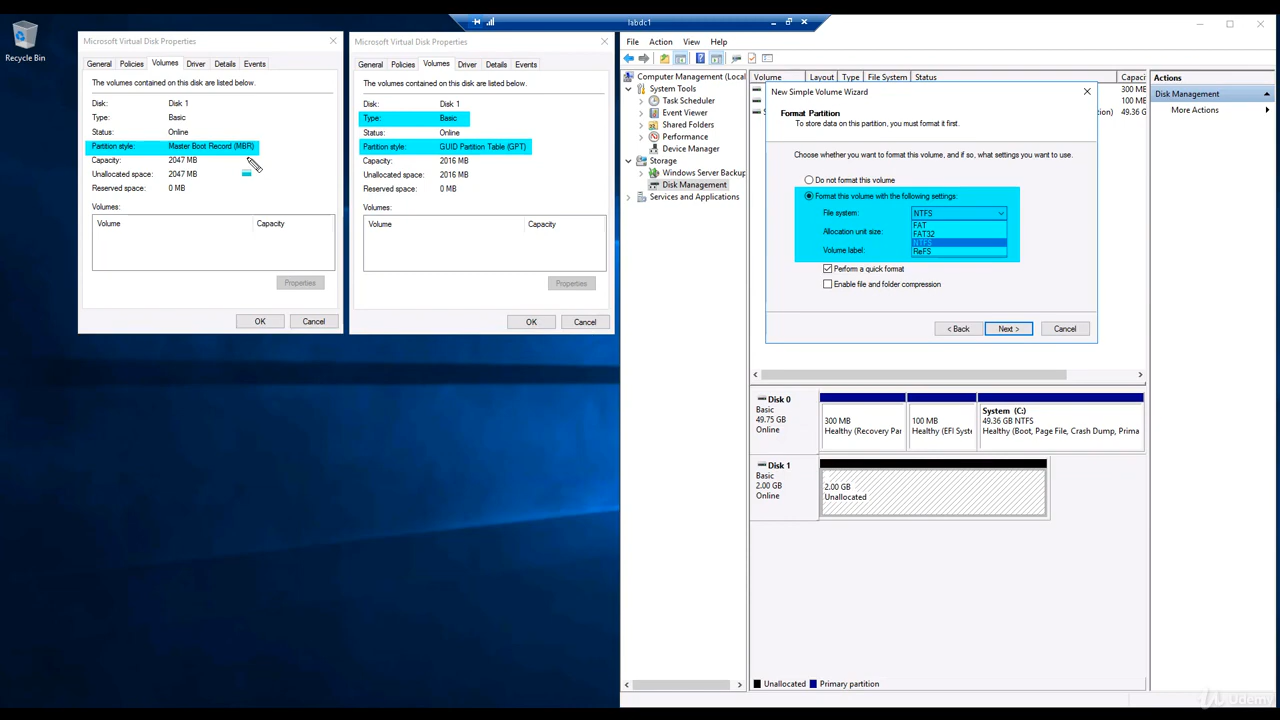 Recycle Bin
Microsoft Virtual Disk Properties
General Policies Volumes Driver Details Events
The volumes contained on this disk are listed below.
Disk: Disk 1
Type: Basic
Status: Online
Partition style: Master Boot Record (MBR)
Capacity: 2047 MB
Unallocated space: 2047 MB
Reserved space: 0 MB
Volumes:
Volume Capacity
Properties
OK Cancel
Microsoft Virtual Disk Properties
General Policies Volumes Driver Details Events
The volumes contained on this disk are listed below.
Disk: Disk 1
Type: Basic
Status: Online
Partition style: GUID Partition Table (GPT)
Capacity: 2016 MB
Unallocated space: 2016 MB
Reserved space: 0 MB
Volumes:
Volume Capacity
Properties
OK Cancel
labdc1
File Action View Help
Computer Management (Local
System Tools
Task Scheduler
Event Viewer
Shared Folders
Performance
Device Manager
Storage
Windows Server Backup
Disk Management
Services and Applications
Volume Layout Type File System Status Capaci
300 MB
100 MB
49.36 G
New Simple Volume Wizard
Format Partition
To store data on this partition, you must format it first.
Choose whether you want to format this volume, and if so, what settings you want to use.
Do not format this volume
Format this volume with the following settings:
File system: NTFS
FAT
Allocation unit size: FAT32
NTFS
Volume label: ReFS
Perform a quick format
Enable file and folder compression
< Back Next > Cancel
Disk 0
Basic
49.75 GB
Online
300 MB
Healthy (Recovery Par
100 MB
Healthy (EFI Syste
System (C:)
49.36 GB NTFS
Healthy (Boot, Page File, Crash Dump, Prima
Disk 1
Basic
2.00 GB
Online
2.00 GB
Unallocated
Unallocated Primary partition
Actions
Disk Management
More Actions
Udemy